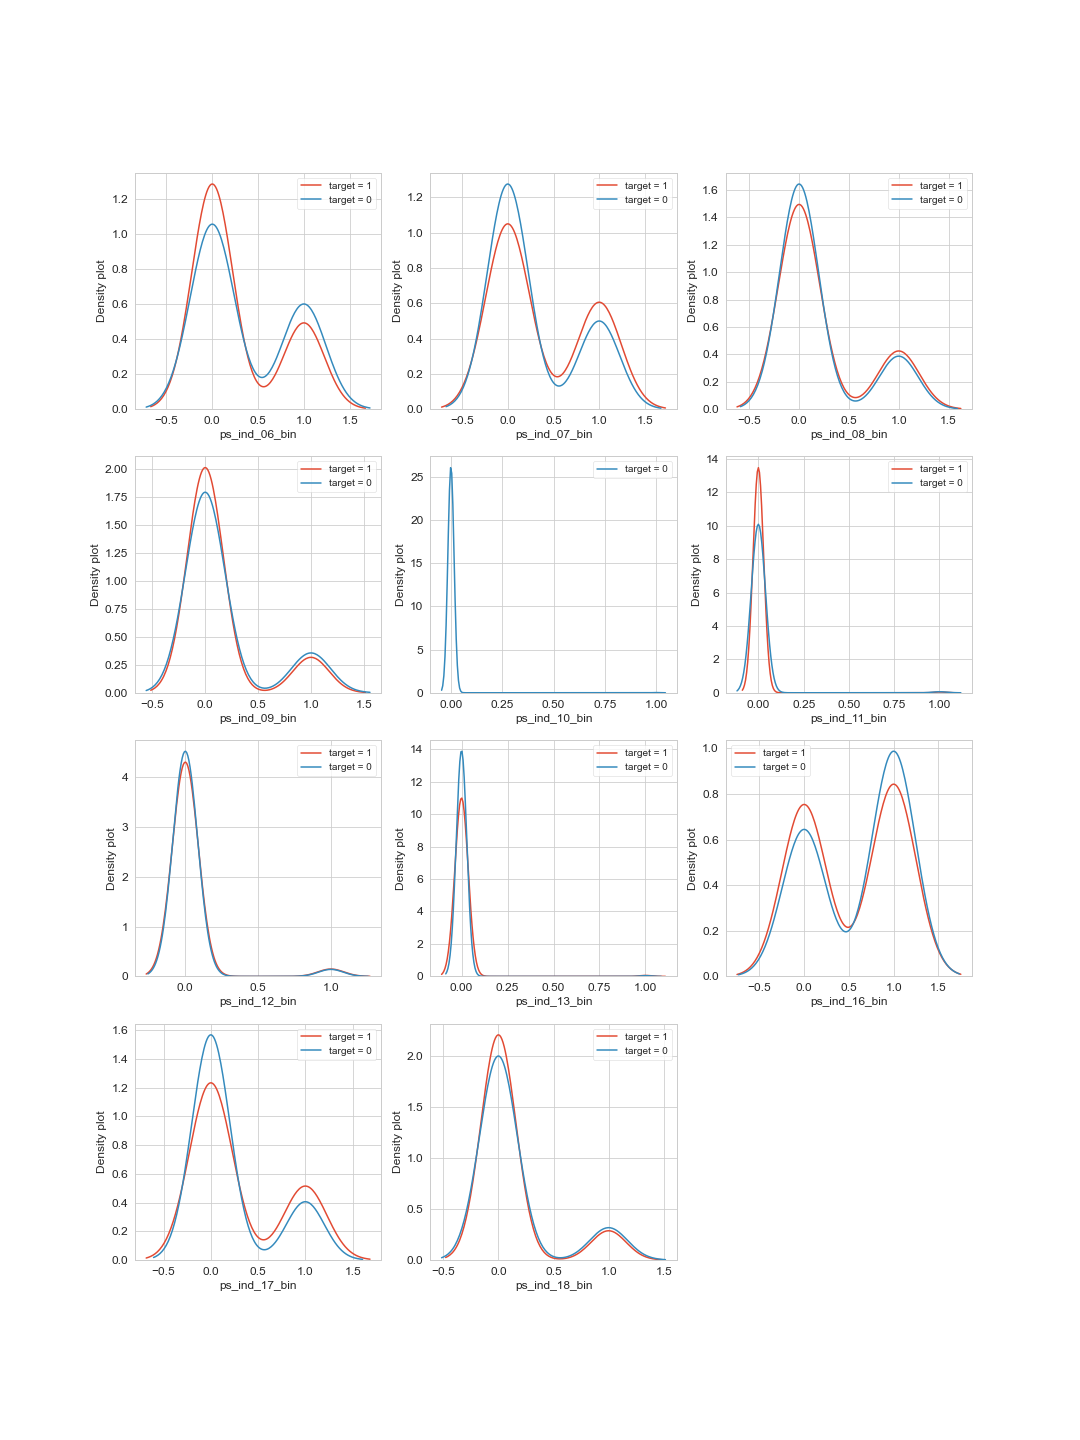 1.2
1.0
0.8
0.6
0.4
0.2
0.0
Density plot
−0.5 0.0 0.5 1.0 1.5
ps_ind_06_bin
target = 1
target = 0
1.2
1.0
0.8
0.6
0.4
0.2
0.0
Density plot
−0.5 0.0 0.5 1.0 1.5
ps_ind_07_bin
target = 1
target = 0
1.6
1.4
1.2
1.0
0.8
0.6
0.4
0.2
0.0
Density plot
−0.5 0.0 0.5 1.0 1.5
ps_ind_08_bin
target = 1
target = 0
2.00
1.75
1.50
1.25
1.00
0.75
0.50
0.25
0.00
Density plot
−0.5 0.0 0.5 1.0 1.5
ps_ind_09_bin
target = 1
target = 0
25
20
15
10
5
0
Density plot
0.00 0.25 0.50 0.75 1.00
ps_ind_10_bin
target = 0
14
12
10
8
6
4
2
0
Density plot
0.00 0.25 0.50 0.75 1.00
ps_ind_11_bin
target = 1
target = 0
4
3
2
1
0
Density plot
0.0 0.5 1.0
ps_ind_12_bin
target = 1
target = 0
14
12
10
8
6
4
2
0
Density plot
0.00 0.25 0.50 0.75 1.00
ps_ind_13_bin
target = 1
target = 0
1.0
0.8
0.6
0.4
0.2
0.0
Density plot
−0.5 0.0 0.5 1.0 1.5
ps_ind_16_bin
target = 1
target = 0
1.6
1.4
1.2
1.0
0.8
0.6
0.4
0.2
0.0
Density plot
−0.5 0.0 0.5 1.0 1.5
ps_ind_17_bin
target = 1
target = 0
2.0
1.5
1.0
0.5
0.0
Density plot
−0.5 0.0 0.5 1.0 1.5
ps_ind_18_bin
target = 1
target = 0